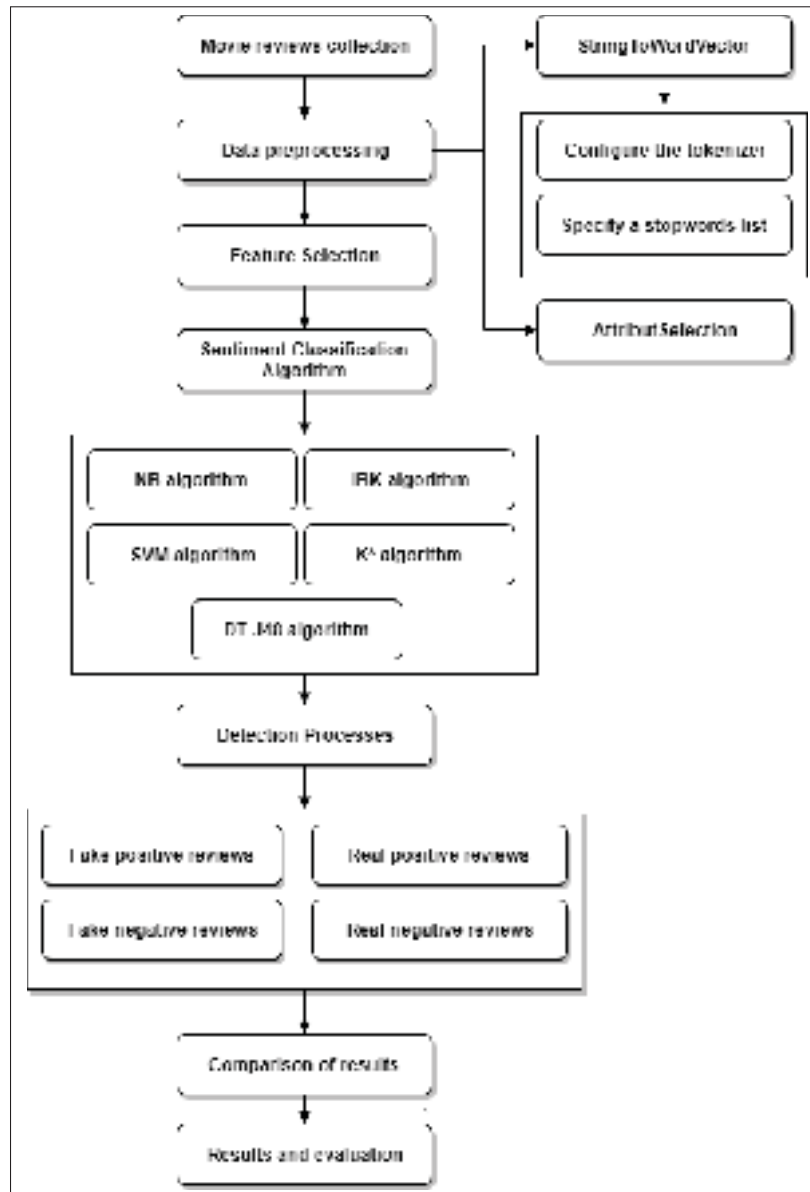 Movie reviews collection
StringToWordVector
Data preprocessing
Configure the tokenizer
Specify a stopwords list
Feature Selection
AttributSelection
Sentiment Classification
Algorithm
NB algorithm
IBK algorithm
SVM algorithm
K* algorithm
DT J48 algorithm
Detection Processes
Fake positive reviews
Real positive reviews
Fake negative reviews
Real negative reviews
Comparison of results
Results and evaluation